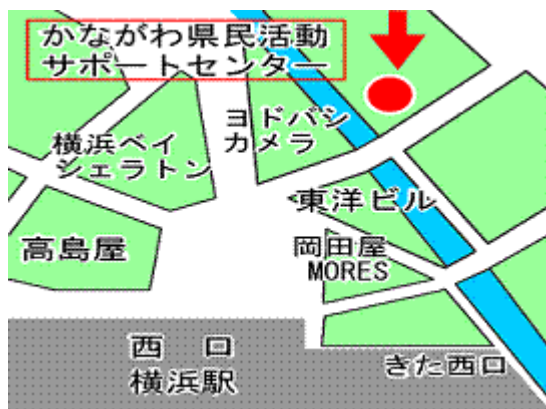 かながわ県民活動
サポートセンター
ヨドバシ
カメラ
横浜ベイ
シェラトン
東洋ビル
高島屋
岡田屋
MORES
西　口
横浜駅
きた西口